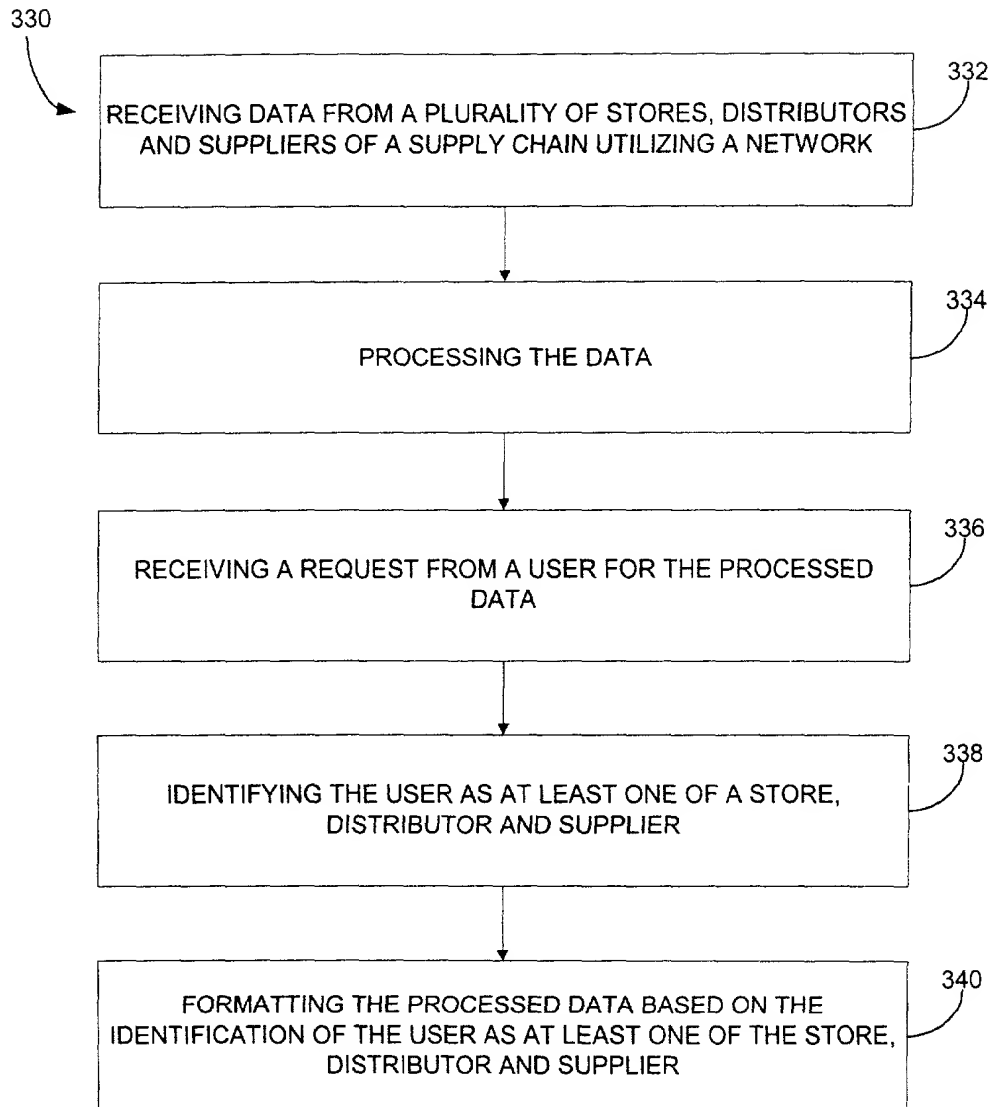 330
332
RECEIVING DATA FROM A PLURALITY OF STORES, DISTRIBUTORS
AND SUPPLIERS OF A SUPPLY CHAIN UTILIZING A NETWORK
334
PROCESSING THE DATA
336
RECEIVING A REQUEST FROM A USER FOR THE PROCESSED
DATA
338
IDENTIFYING THE USER AS AT LEAST ONE OF A STORE,
DISTRIBUTOR AND SUPPLIER
340
FORMATTING THE PROCESSED DATA BASED ON THE
IDENTIFICATION OF THE USER AS AT LEAST ONE OF THE STORE,
DISTRIBUTOR AND SUPPLIER